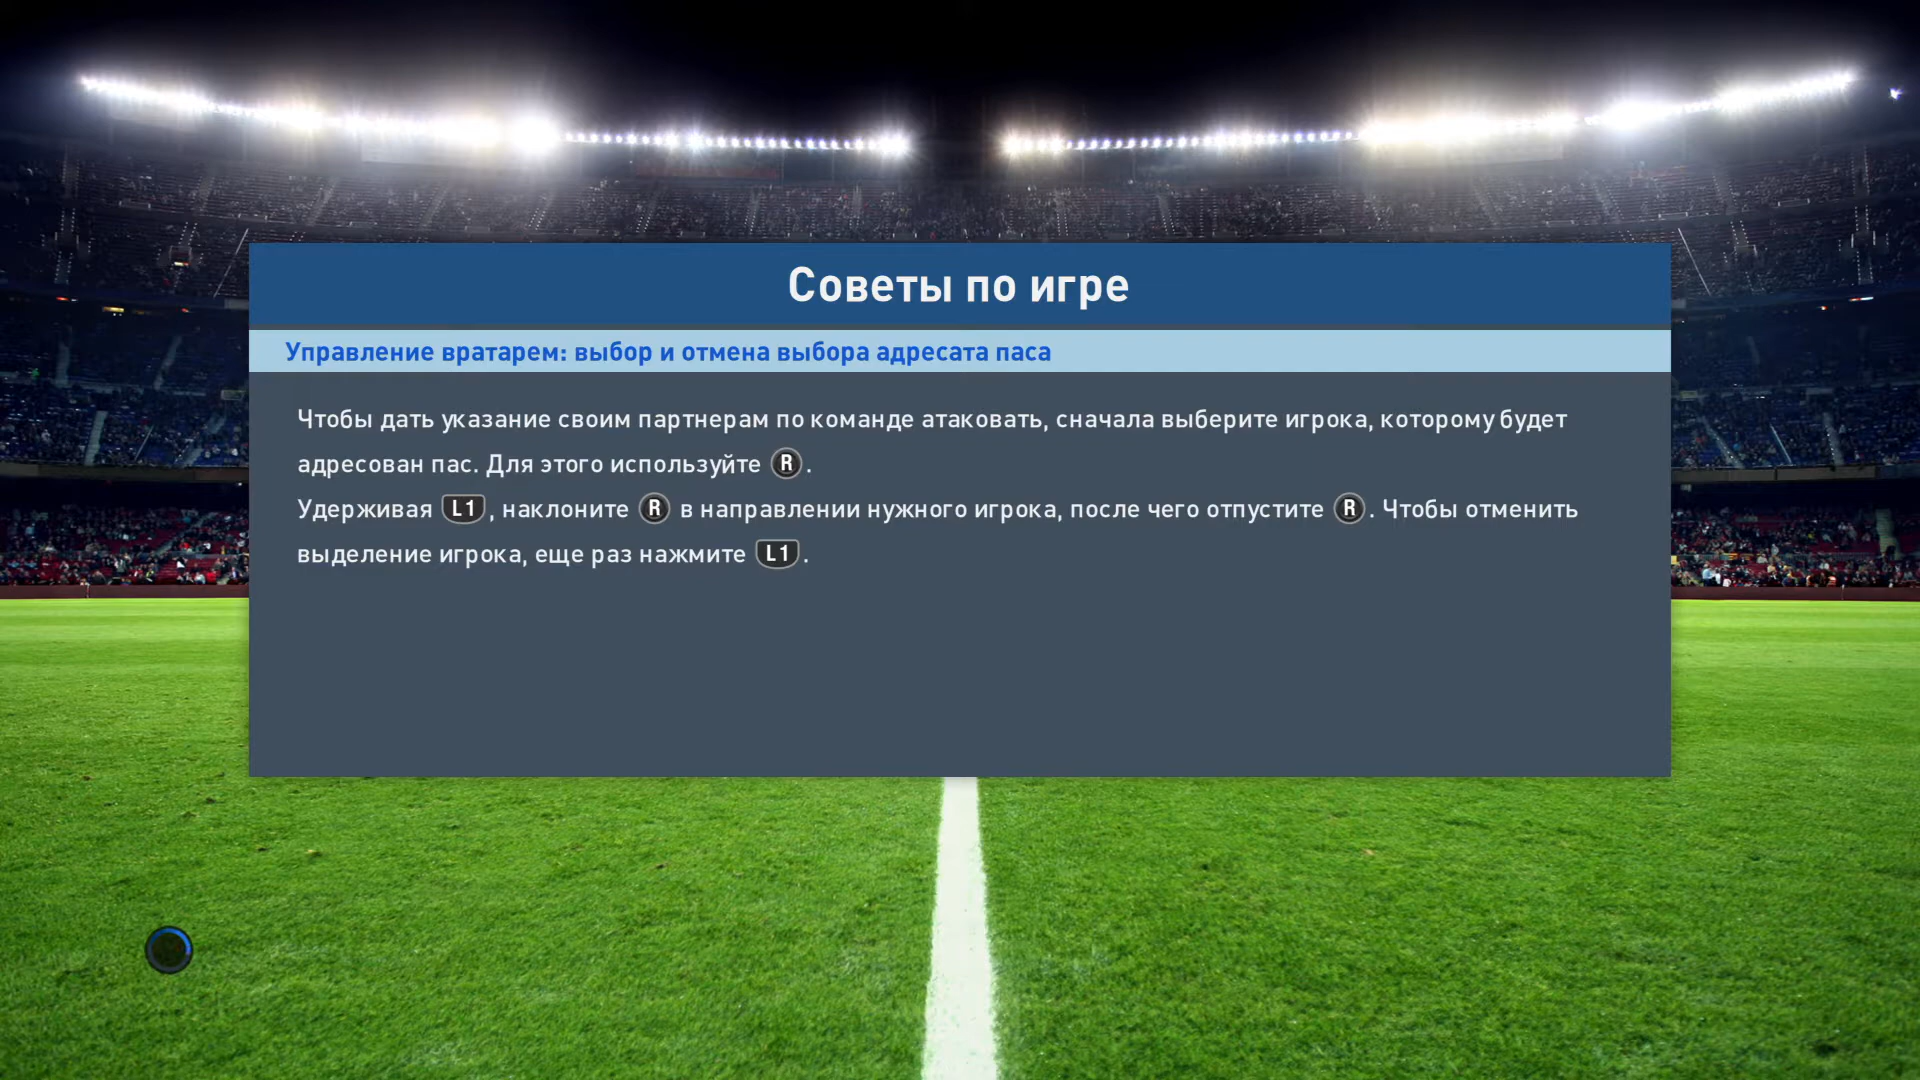 Советы по игре
Управление вратарем: выбор и отмена выбора адресата паса
Чтобы дать указание своим партнерам по команде атаковать, сначала выберите игрока, которому будет
адресован пас. Для этого используйте R.
Удерживая L1, наклоните R в направлении нужного игрока, после чего отпустите R. Чтобы отменить
выделение игрока, еще раз нажмите L1.